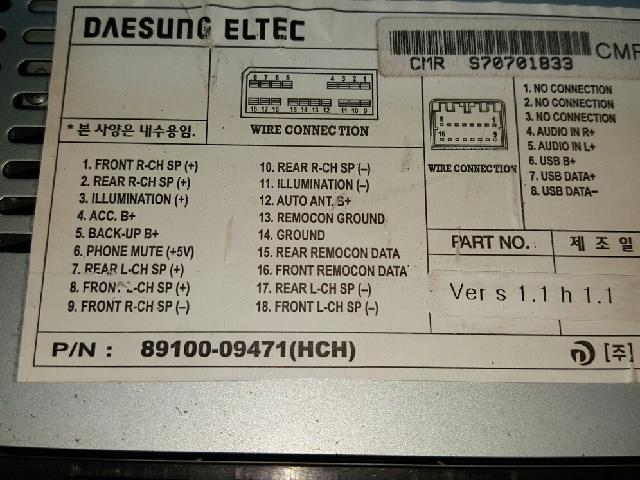 DAESUNG ELTEC
CMR S70701833
CMR
* 본 사양은 내수용임.
8 7 6 5 4 3 2 1
18 17 16 15 14 13 12 11 10 9
WIRE CONNECTION
8 1
16
WIRE CONNECTION
1. NO CONNECTION
2. NO CONNECTION
3. NO CONNECTION
4. AUDIO IN R+
5. AUDIO IN L+
6. USB B+
7. USB DATA+
8. USB DATA–
1. FRONT R-CH SP (+)
2. REAR R-CH SP (+)
3. ILLUMINATION (+)
4. ACC. B+
5. BACK-UP B+
6. PHONE MUTE (+5V)
7. REAR L-CH SP (+)
8. FRONT L-CH SP (+)
9. FRONT R-CH SP (–)
10. REAR R-CH SP (–)
11. ILLUMINATION (–)
12. AUTO ANT. B+
13. REMOCON GROUND
14. GROUND
15. REAR REMOCON DATA
16. FRONT REMOCON DATA
17. REAR L-CH SP (–)
18. FRONT L-CH SP (–)
PART NO. 제 조 일
Ver s 1.1 h 1.1
P/N : 89100-09471(HCH)
[주]